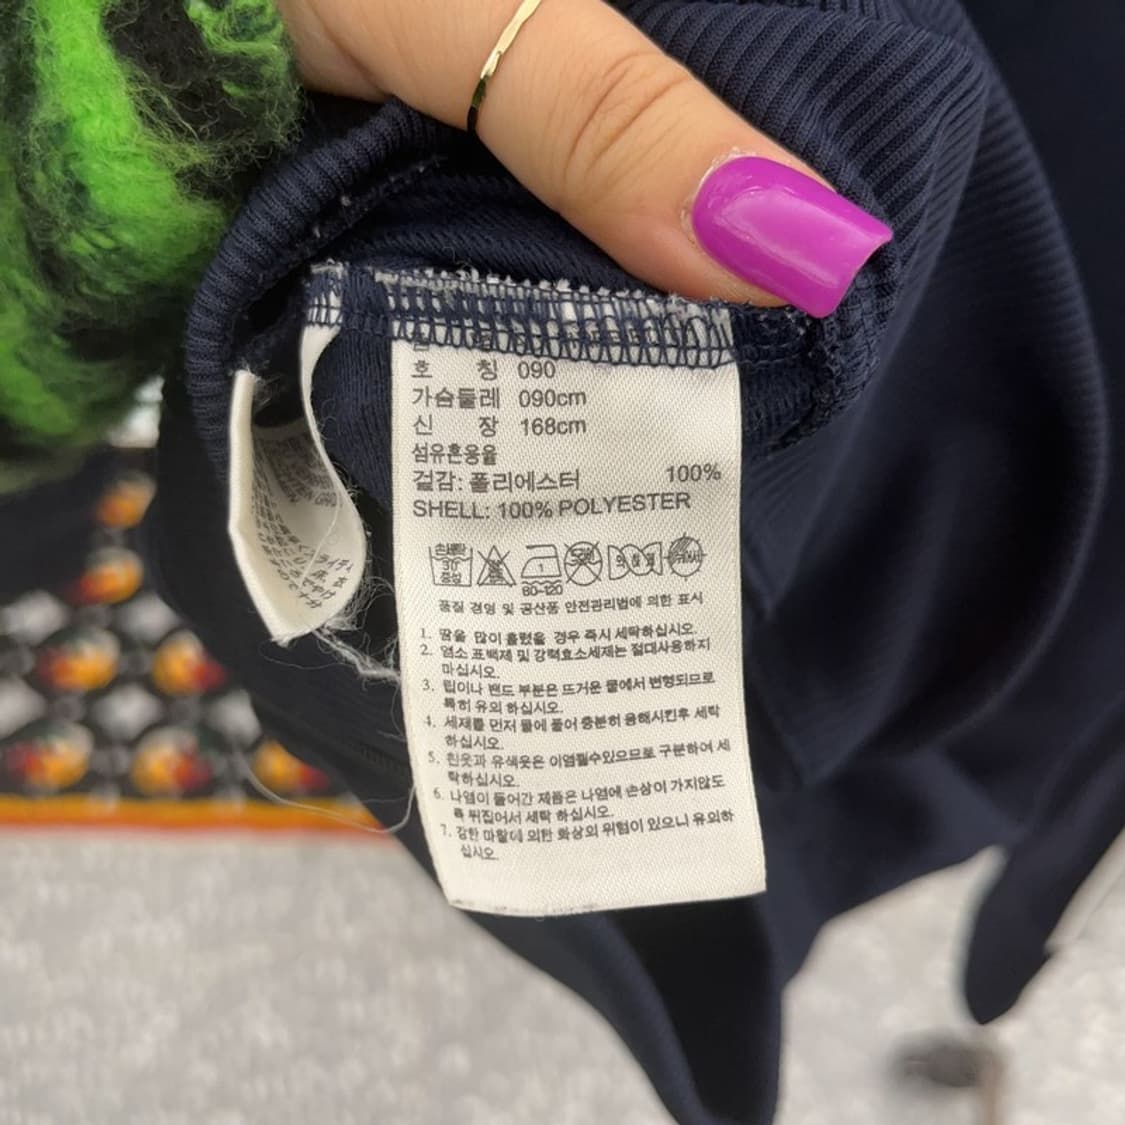 호 칭 090
가슴둘레 090cm
신 장 168cm
섬유혼용율
겉감: 폴리에스터 100%
SHELL: 100% POLYESTER
손세탁
30
중성
1
80-120
품질 경영 및 공산품 안전관리법에 의한 표시
1. 땀을 많이 흘렸을 경우 즉시 세탁하십시오.
2. 염소 표백제 및 강력효소세제는 절대사용하지
마십시오.
3. 립이나 밴드 부분은 뜨거운 물에서 변형되므로
특히 유의 하십시오.
4. 세제를 먼저 물에 풀어 충분히 용해시킨후 세탁
하십시오.
5. 흰옷과 유색옷은 이염될수있으므로 구분하여 세
탁하십시오.
6. 나염이 들어간 제품은 나염에 손상이 가지않도
록 뒤집어서 세탁 하십시오.
7. 강한 마찰에 의한 화상의 위험이 있으니 유의하
십시오.